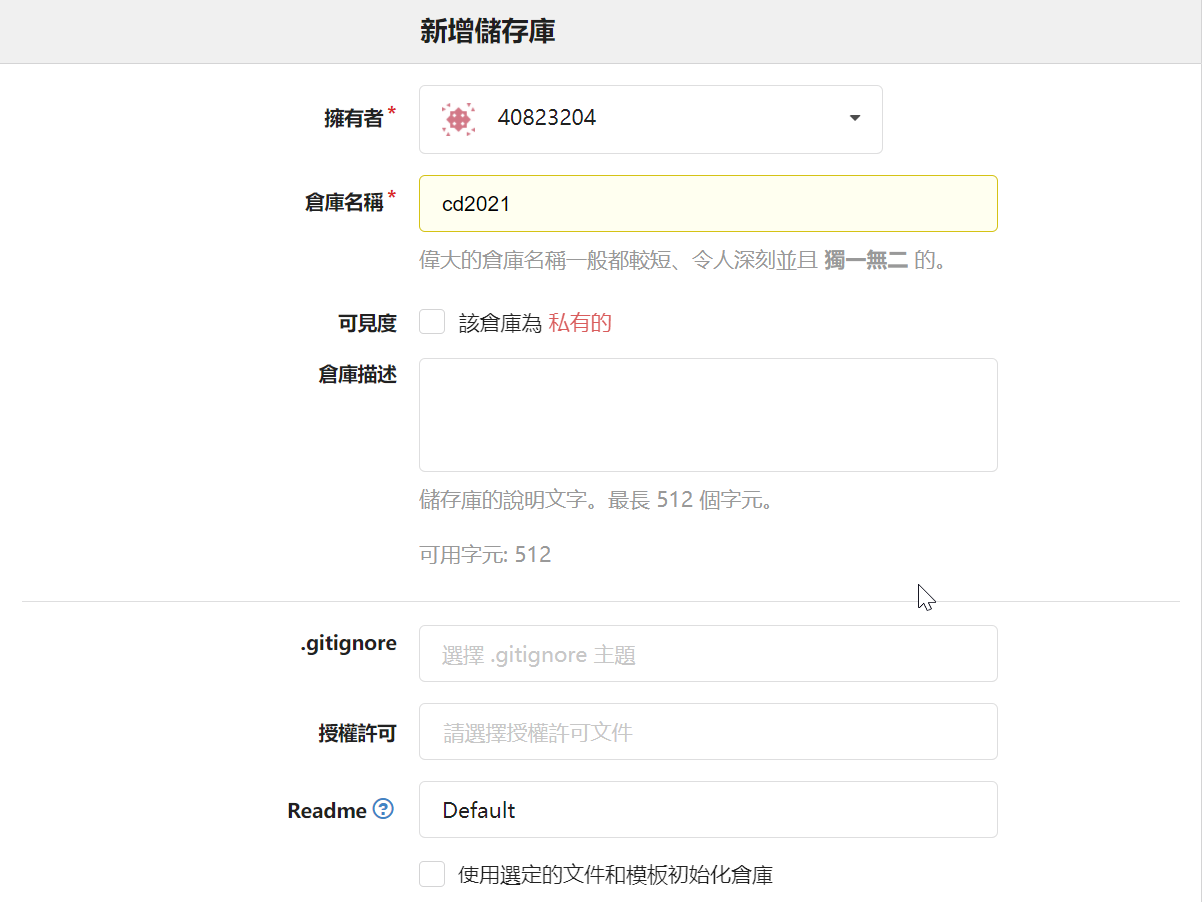 新增儲存庫
擁有者* 40823204
倉庫名稱* cd2021
偉大的倉庫名稱一般都較短、令人深刻並且 獨一無二 的。
可見度 該倉庫為 私有的
倉庫描述
儲存庫的說明文字。最長 512 個字元。
可用字元: 512
.gitignore 選擇 .gitignore 主題
授權許可 請選擇授權許可文件
Readme ? Default
使用選定的文件和模板初始化倉庫